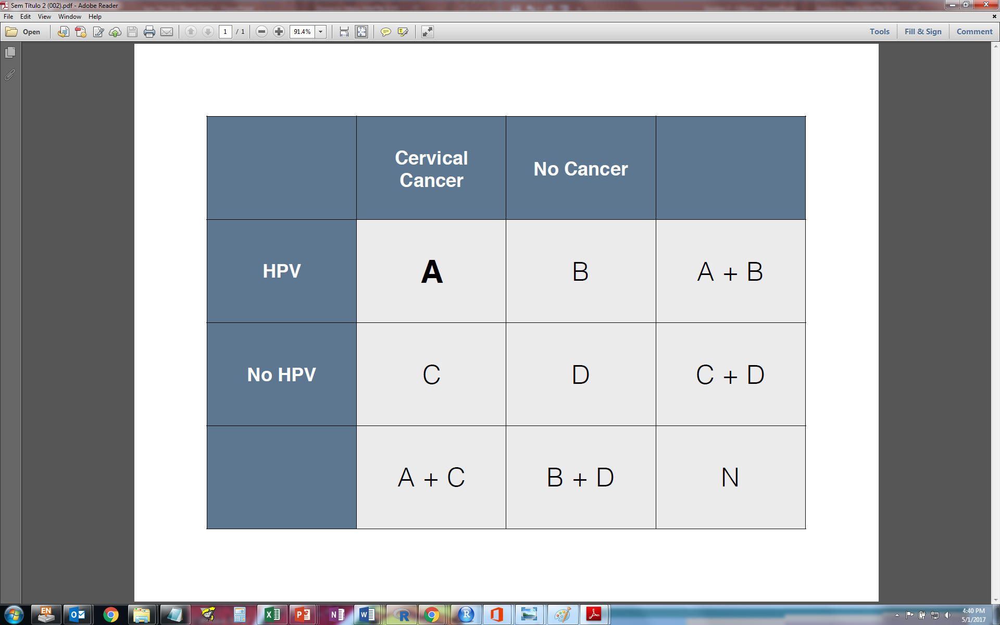 Sem Título 2 (002).pdf - Adobe Reader
File Edit View Window Help
Open 1 / 1 91.4% Tools Fill & Sign Comment
Cervical
Cancer
No Cancer
HPV A B A + B
No HPV C D C + D
A + C B + D N
EN
4:40 PM
5/1/2017